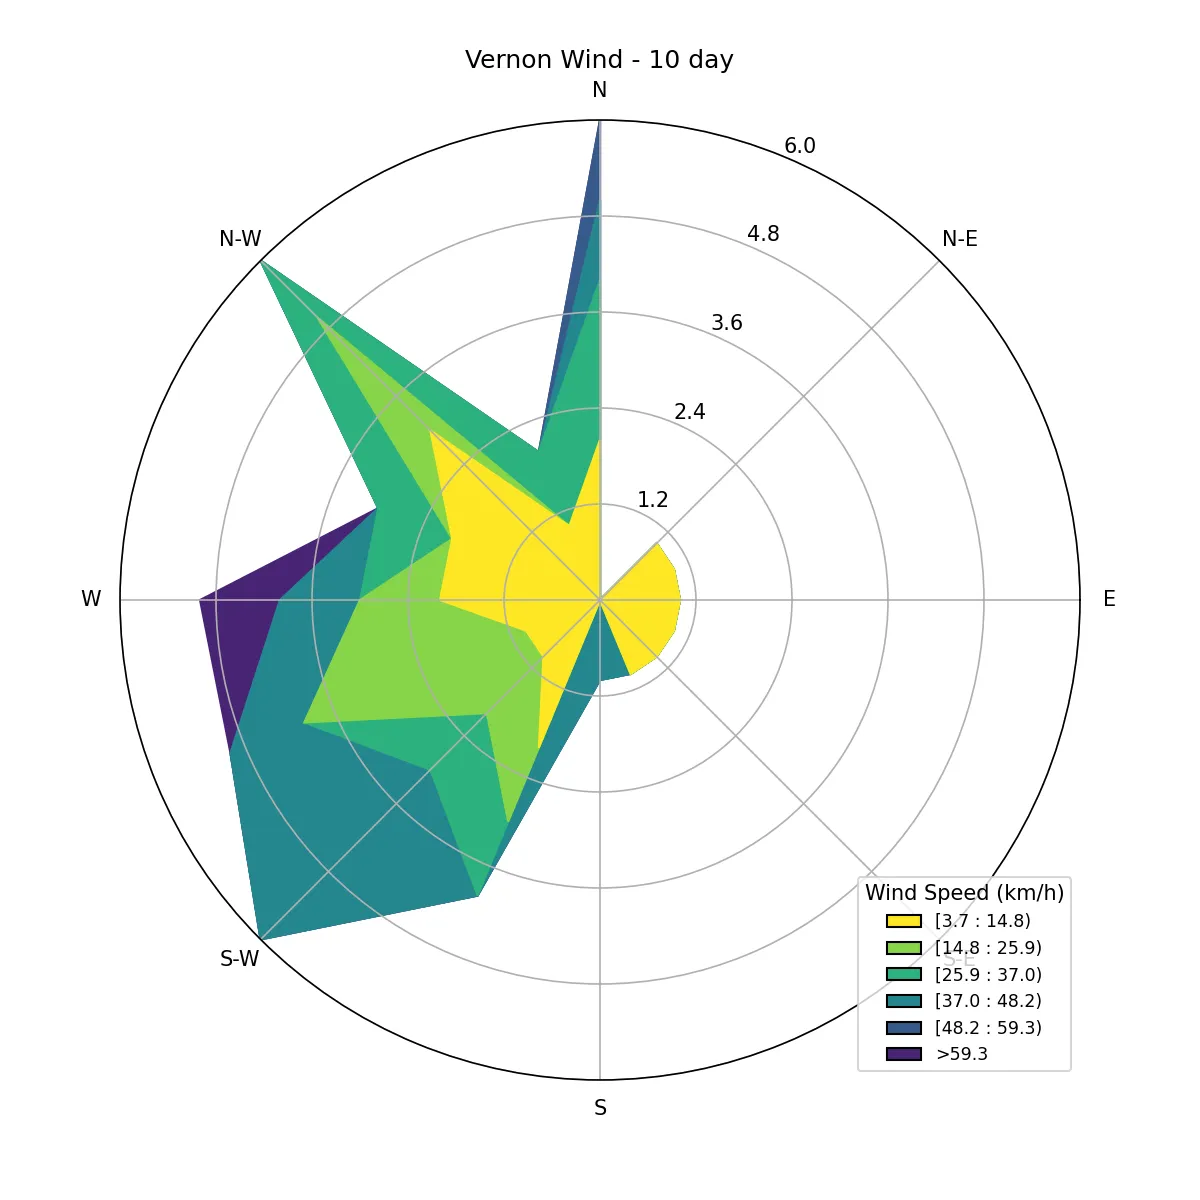 Vernon Wind - 10 day
N
6.0
N-W
N-E
4.8
3.6
2.4
1.2
W
E
S-W
S-E
S
Wind Speed (km/h)
[3.7 : 14.8)
[14.8 : 25.9)
[25.9 : 37.0)
[37.0 : 48.2)
[48.2 : 59.3)
>59.3